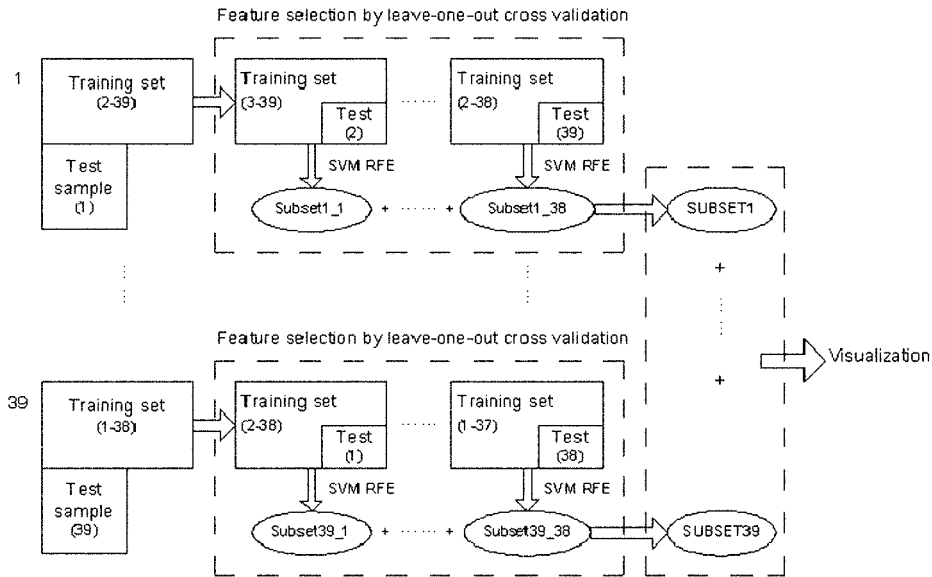 Feature selection by leave-one-out cross validation
1
Training set
(2-39)
Test
sample
(1)
Training set
(3-39)
Test
(2)
......
Training set
(2-38)
Test
(39)
SVM RFE
SVM RFE
Subset1_1
+ ...... +
Subset1_38
SUBSET1
+
+
Visualization
Feature selection by leave-one-out cross validation
39
Training set
(1-38)
Test
sample
(39)
Training set
(2-38)
Test
(1)
......
Training set
(1-37)
Test
(38)
SVM RFE
SVM RFE
Subset39_1
+ ...... +
Subset39_38
SUBSET39